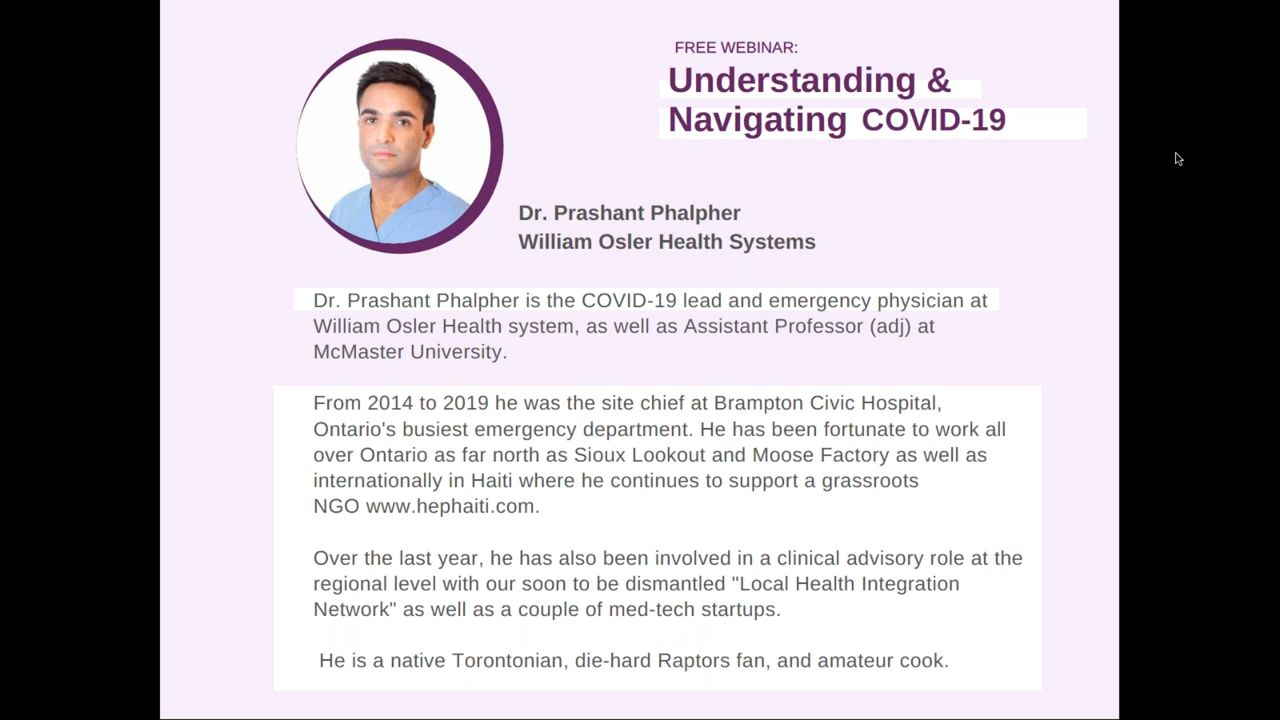 FREE WEBINAR:
Understanding &
Navigating COVID-19
Dr. Prashant Phalpher
William Osler Health Systems
Dr. Prashant Phalpher is the COVID-19 lead and emergency physician at
William Osler Health system, as well as Assistant Professor (adj) at
McMaster University.
From 2014 to 2019 he was the site chief at Brampton Civic Hospital,
Ontario's busiest emergency department. He has been fortunate to work all
over Ontario as far north as Sioux Lookout and Moose Factory as well as
internationally in Haiti where he continues to support a grassroots
NGO www.hephaiti.com.
Over the last year, he has also been involved in a clinical advisory role at the
regional level with our soon to be dismantled "Local Health Integration
Network" as well as a couple of med-tech startups.
He is a native Torontonian, die-hard Raptors fan, and amateur cook.